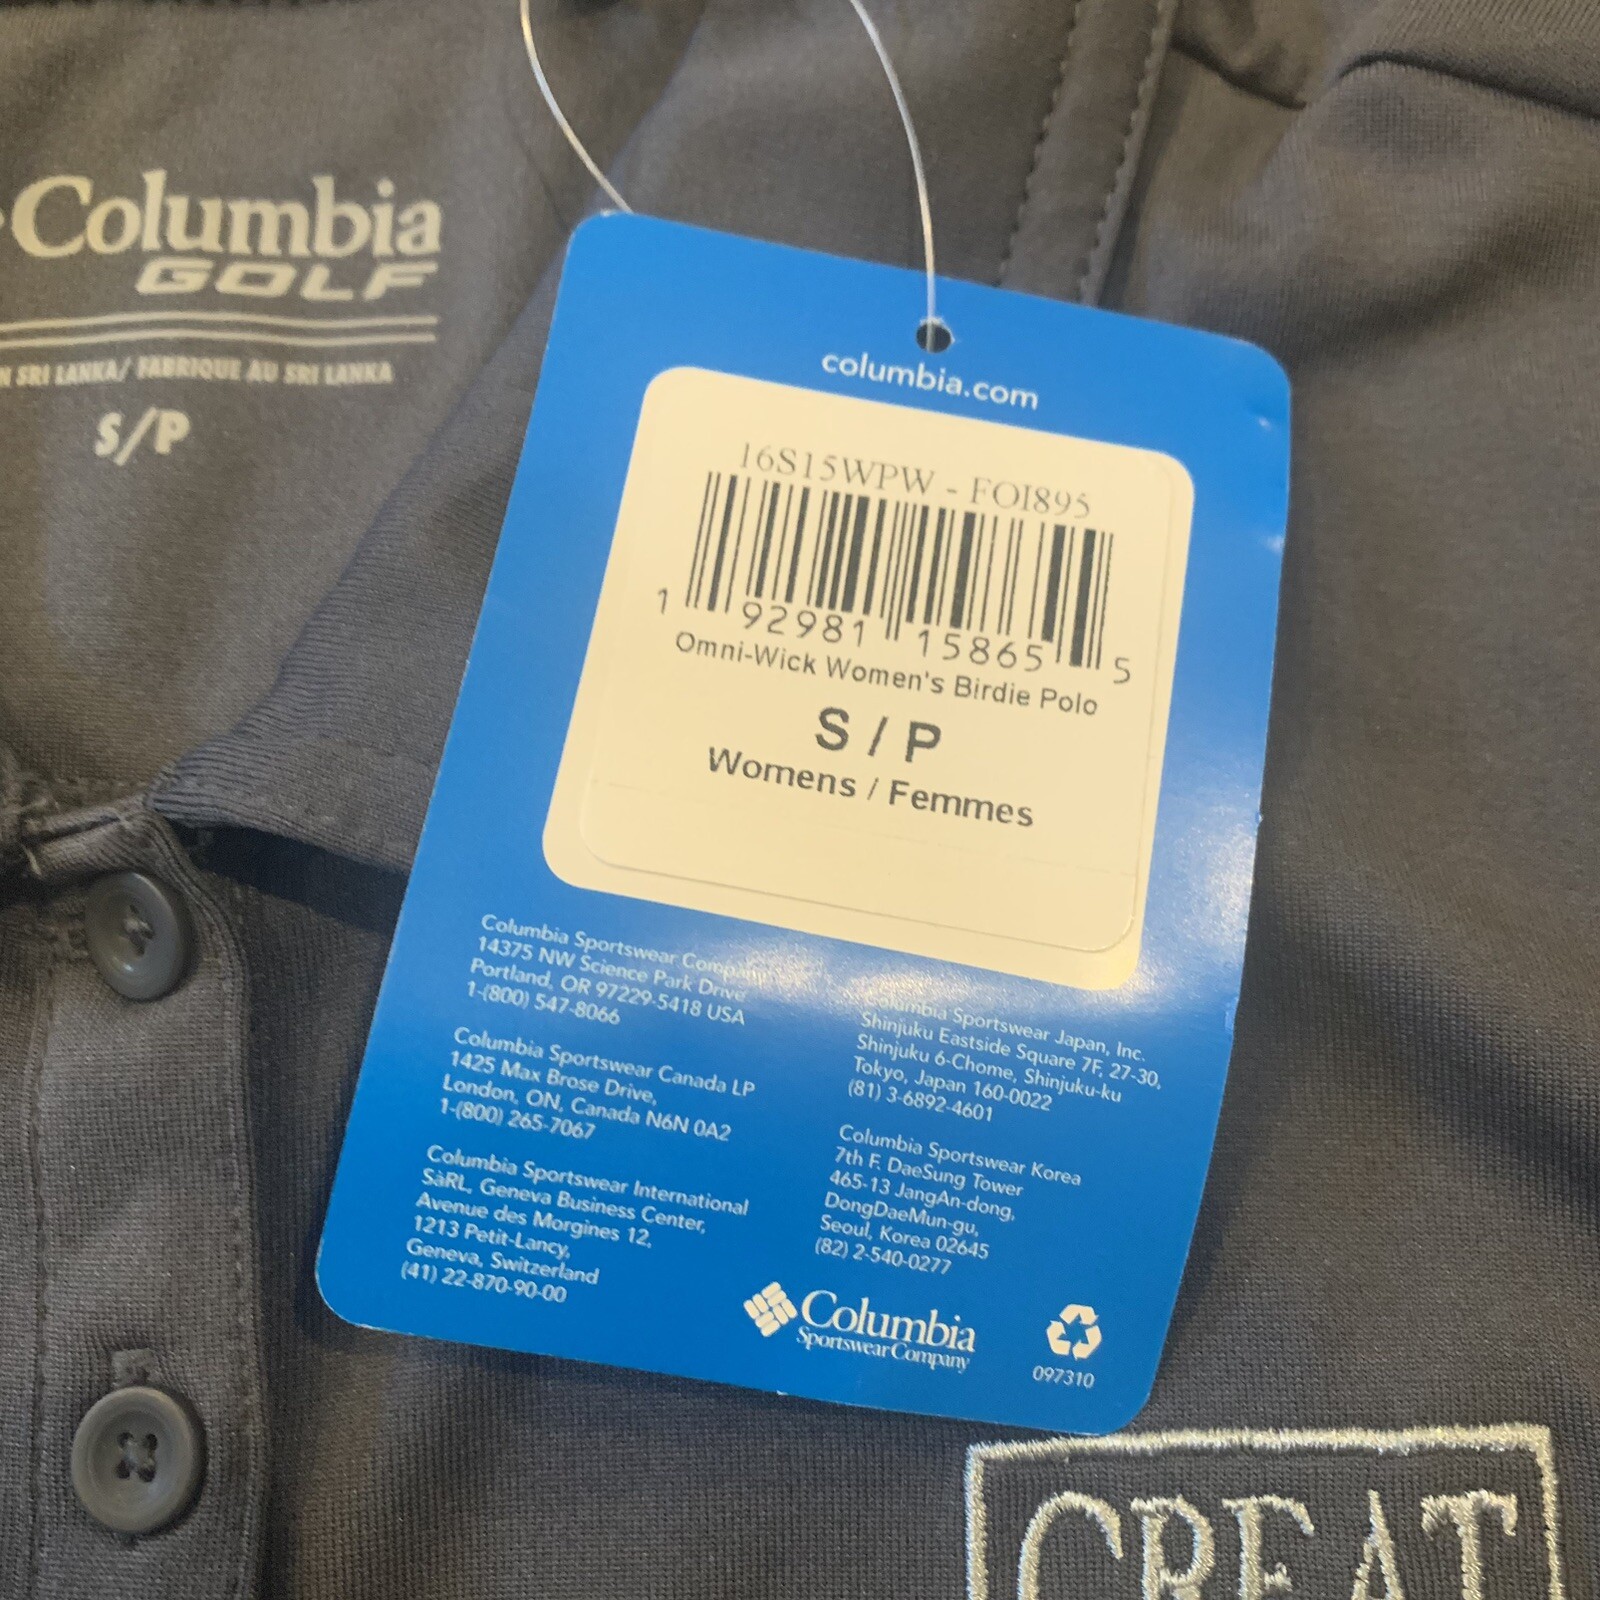 Columbia
GOLF
SRI LANKA/ FABRIQUE AU SRI LANKA
S/P
columbia.com
16S15WPW - FOI895
1 92981 15865 5
Omni-Wick Women's Birdie Polo
S / P
Womens / Femmes
Columbia Sportswear Company
14375 NW Science Park Drive
Portland, OR 97229-5418 USA
1-(800) 547-8066
Columbia Sportswear Canada LP
1425 Max Brose Drive,
London, ON, Canada N6N 0A2
1-(800) 265-7067
Columbia Sportswear International
SàRL, Geneva Business Center,
Avenue des Morgines 12,
1213 Petit-Lancy,
Geneva, Switzerland
(41) 22-870-90-00
Columbia Sportswear Japan, Inc.
Shinjuku Eastside Square 7F, 27-30,
Shinjuku 6-Chome, Shinjuku-ku
Tokyo, Japan 160-0022
(81) 3-6892-4601
Columbia Sportswear Korea
7th F. DaeSung Tower
465-13 JangAn-dong,
DongDaeMun-gu,
Seoul, Korea 02645
(82) 2-540-0277
Columbia
Sportswear Company
097310
GREAT